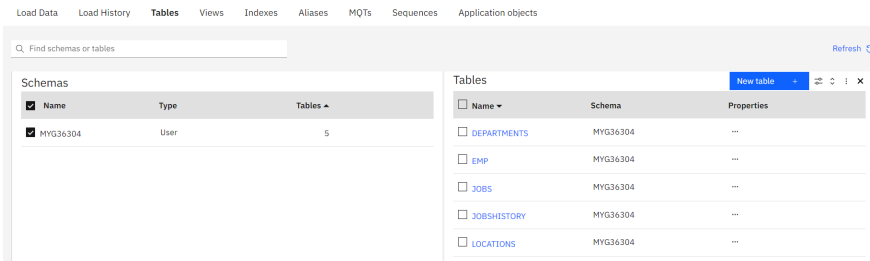 Load Data Load History Tables Views Indexes Aliases MQTs Sequences Application objects
Find schemas or tables
Refresh
Schemas
Name Type Tables
MYG36304 User 5
Tables
New table +
Name Schema Properties
DEPARTMENTS MYG36304 ...
EMP MYG36304 ...
JOBS MYG36304 ...
JOBSHISTORY MYG36304 ...
LOCATIONS MYG36304 ...